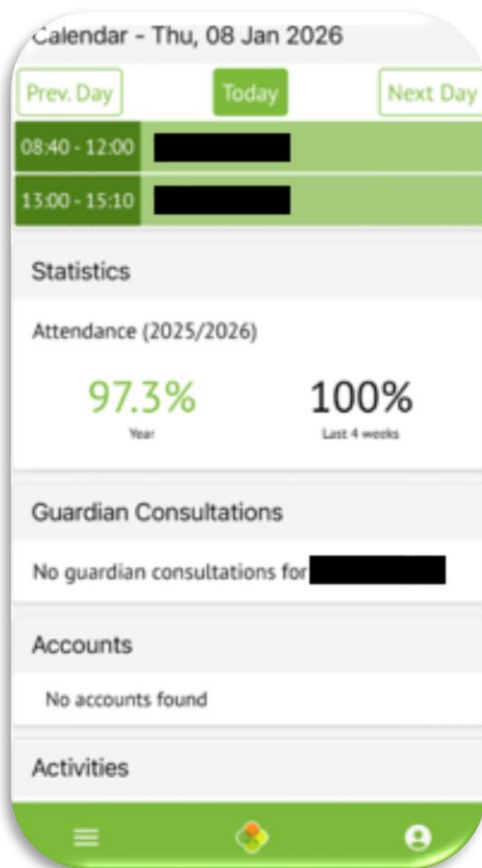 Calendar - Thu, 08 Jan 2026
Prev. Day Today Next Day
08:40 - 12:00
13:00 - 15:10
Statistics
Attendance (2025/2026)
97.3% 100%
Year Last 4 weeks
Guardian Consultations
No guardian consultations for
Accounts
No accounts found
Activities